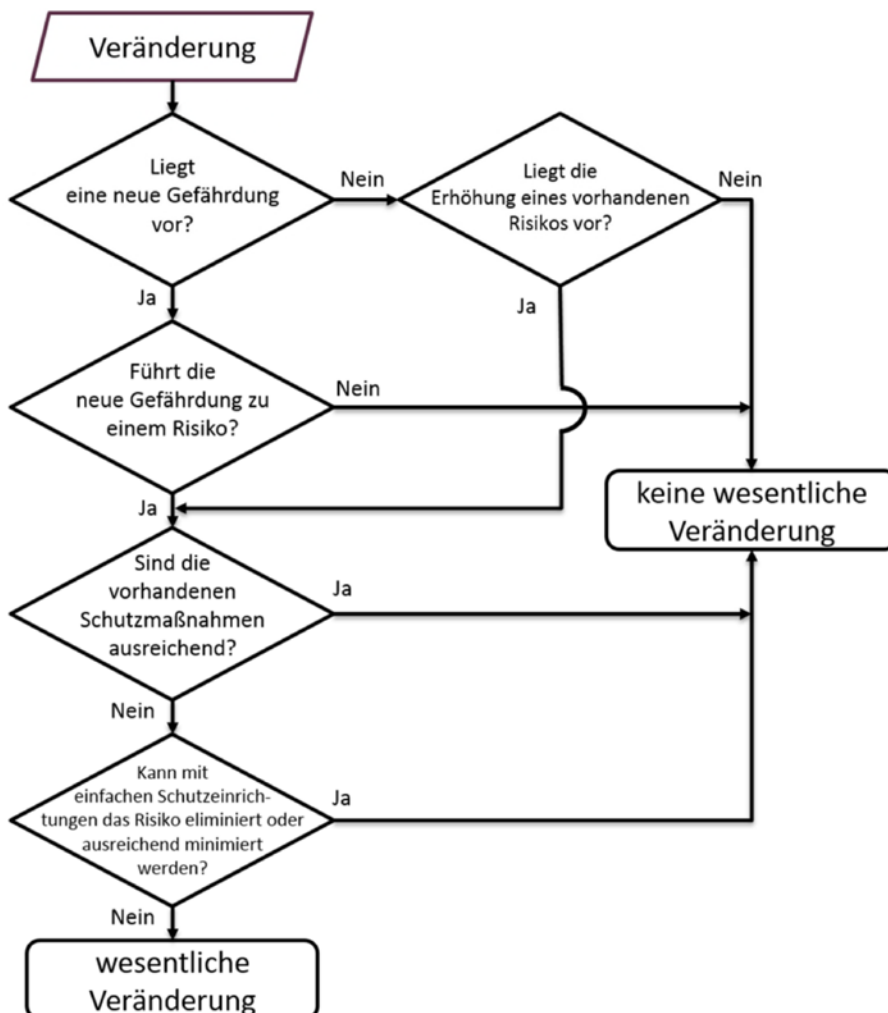 Veränderung
Liegt
eine neue Gefährdung
vor?
Nein
Liegt die
Erhöhung eines vorhandenen
Risikos vor?
Nein
Ja
Ja
Führt die
neue Gefährdung zu
einem Risiko?
Nein
keine wesentliche
Veränderung
Ja
Sind die
vorhandenen
Schutzmaßnahmen
ausreichend?
Ja
Nein
Kann mit
einfachen Schutzeinrich-
tungen das Risiko eliminiert oder
ausreichend minimiert
werden?
Ja
Nein
wesentliche
Veränderung